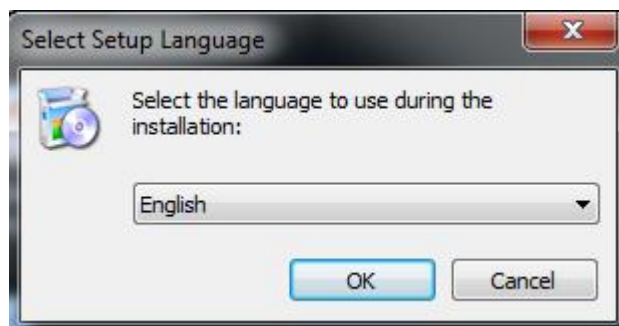 Select Setup Language
Select the language to use during the
installation:
English
OK
Cancel